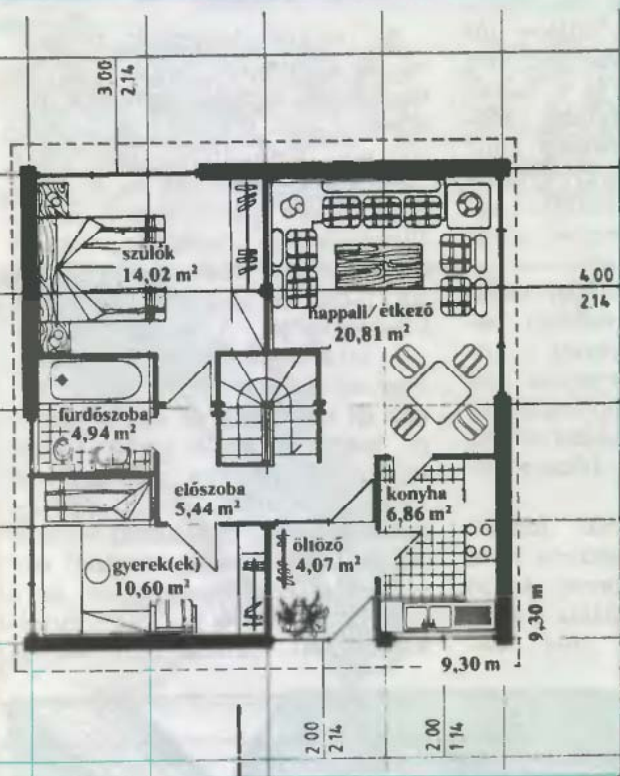 3 00
2.14
szülők
14,02 m²
nappali/étkező
20,81 m²
4 00
214
fürdőszoba
4,94 m²
előszoba
5,44 m²
konyha
6,86 m²
öltöző
4,07 m²
gyerek(ek)
10,60 m²
9,30 m
9,30 m
2 00
2 14
2 00
1 14